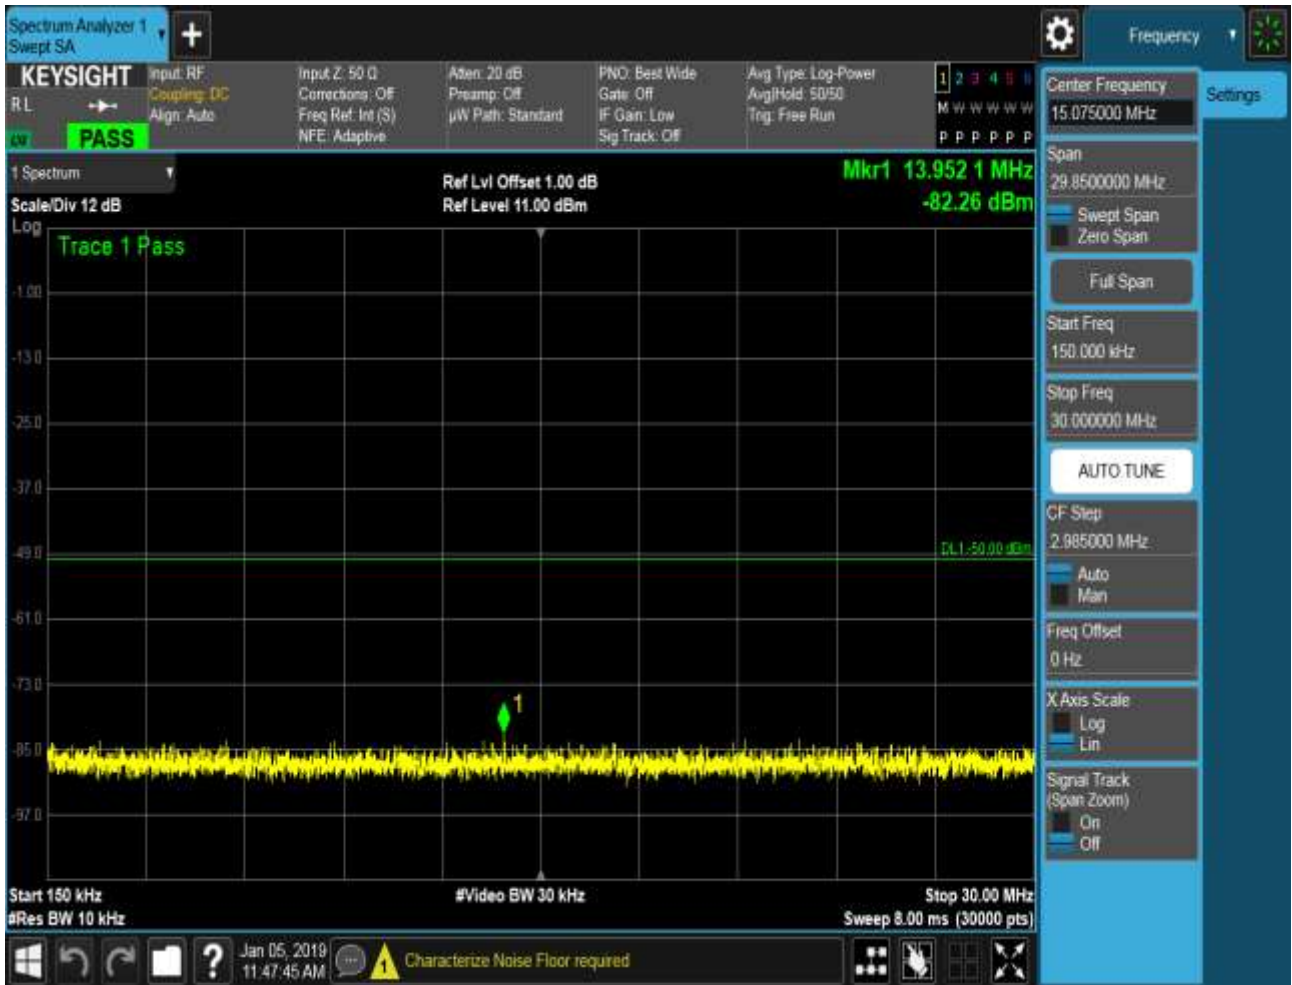 Spectrum Analyzer 1
Swept SA
Frequency
KEYSIGHT
R L
PASS
Input: RF
Coupling: DC
Align: Auto
Input Z: 50 Ω
Corrections: Off
Freq Ref: Int (S)
NFE: Adaptive
Atten: 20 dB
Preamp: Off
µW Path: Standard
PNO: Best Wide
Gate: Off
IF Gain: Low
Sig Track: Off
Avg Type: Log-Power
Avg|Hold: 50/50
Trig: Free Run
1 2 3 4 5 6
M W W W W W
P P P P P P
1 Spectrum
Scale/Div 12 dB
Log
Ref Lvl Offset 1.00 dB
Ref Level 11.00 dBm
Mkr1 13.952 1 MHz
-82.26 dBm
Trace 1 Pass
-1.00
-13.0
-25.0
-37.0
-49.0
DL1 -50.00 dBm
-61.0
-73.0
1
-85.0
-97.0
Start 150 kHz
#Res BW 10 kHz
#Video BW 30 kHz
Stop 30.00 MHz
Sweep 8.00 ms (30000 pts)
Center Frequency
15.075000 MHz
Settings
Span
29.8500000 MHz
Swept Span
Zero Span
Full Span
Start Freq
150.000 kHz
Stop Freq
30.000000 MHz
AUTO TUNE
CF Step
2.985000 MHz
Auto
Man
Freq Offset
0 Hz
X Axis Scale
Log
Lin
Signal Track
(Span Zoom)
On
Off
?
Jan 05, 2019
11:47:45 AM
1
Characterize Noise Floor required